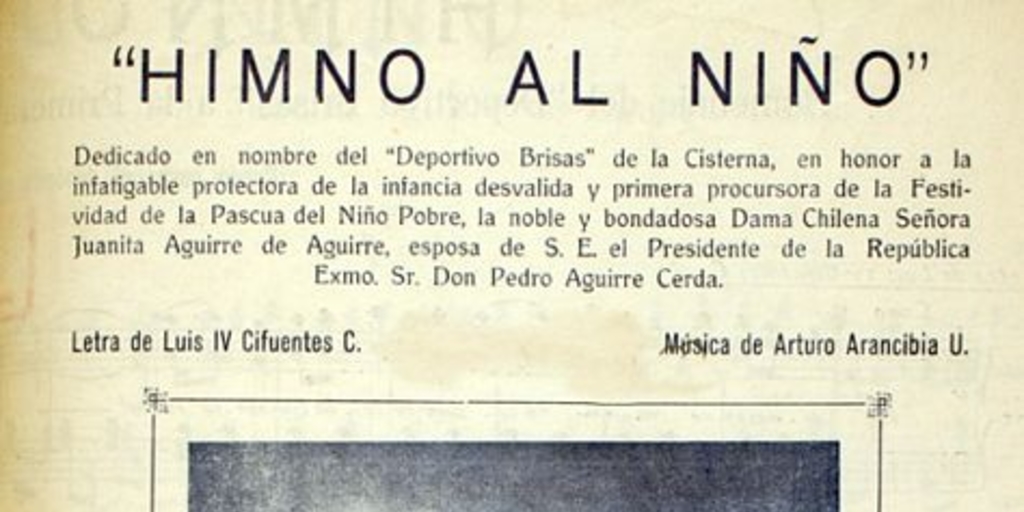 "HIMNO AL NIÑO"
Dedicado en nombre del "Deportivo Brisas" de la Cisterna, en honor a la
infatigable protectora de la infancia desvalida y primera procursora de la Festi-
vidad de la Pascua del Niño Pobre, la noble y bondadosa Dama Chilena Señora
Juanita Aguirre de Aguirre, esposa de S. E. el Presidente de la República
Exmo. Sr. Don Pedro Aguirre Cerda.
Letra de Luis IV Cifuentes C. Música de Arturo Arancibia U.